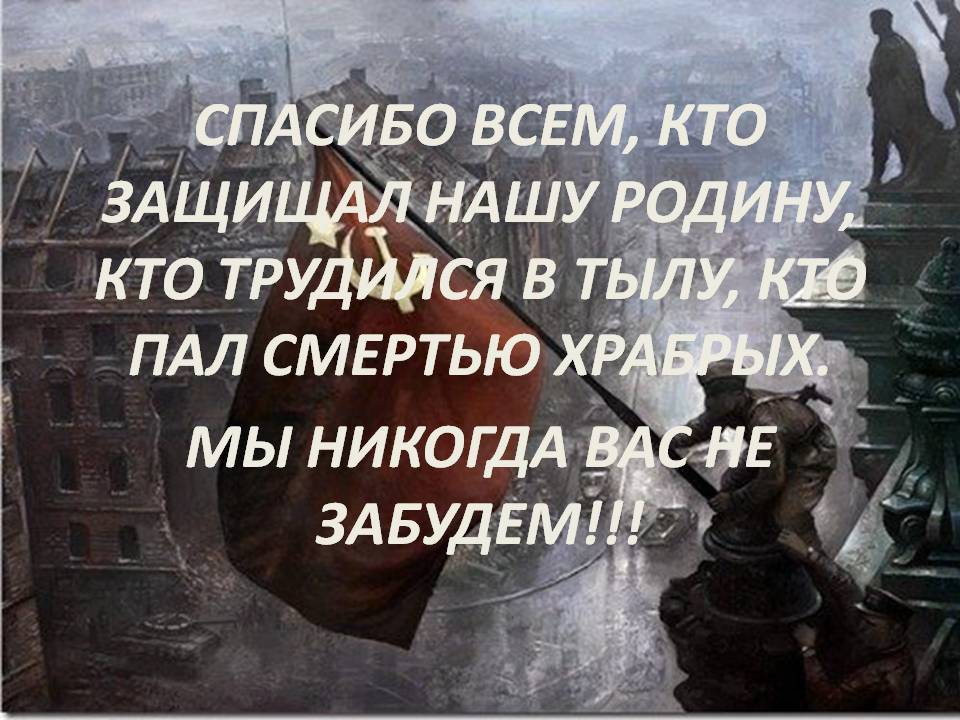 СПАСИБО ВСЕМ, КТО
ЗАЩИЩАЛ НАШУ РОДИНУ,
КТО ТРУДИЛСЯ В ТЫЛУ, КТО
ПАЛ СМЕРТЬЮ ХРАБРЫХ.
МЫ НИКОГДА ВАС НЕ
ЗАБУДЕМ!!!